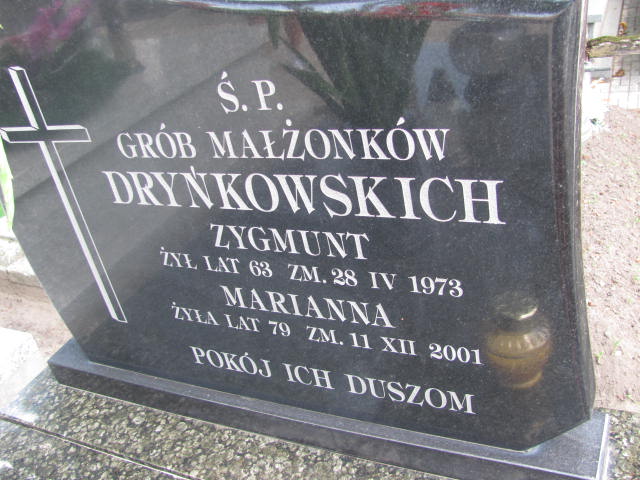 Ś. P.
GRÓB MAŁŻONKÓW
DRYŃKOWSKICH
ZYGMUNT
ŻYŁ LAT 63 ZM. 28 IV 1973
MARIANNA
ŻYŁA LAT 79 ZM. 11 XII 2001
POKÓJ ICH DUSZOM